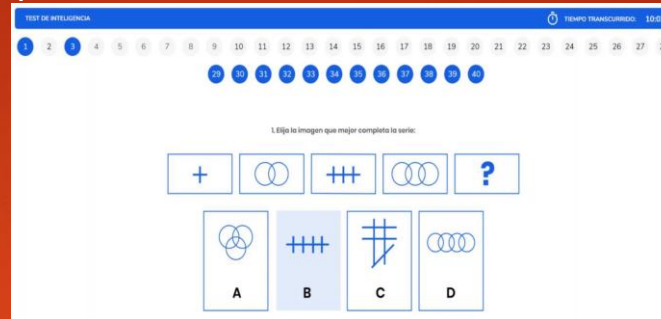 TEST DE INTELIGENCIA
TIEMPO TRANSCURRIDO: 10:0
1 2 3 4 5 6 7 8 9 10 11 12 13 14 15 16 17 18 19 20 21 22 23 24 25 26 27
29 30 31 32 33 34 35 36 37 38 39 40
1. Elija la imagen que mejor completa la serie:
?
A B C D